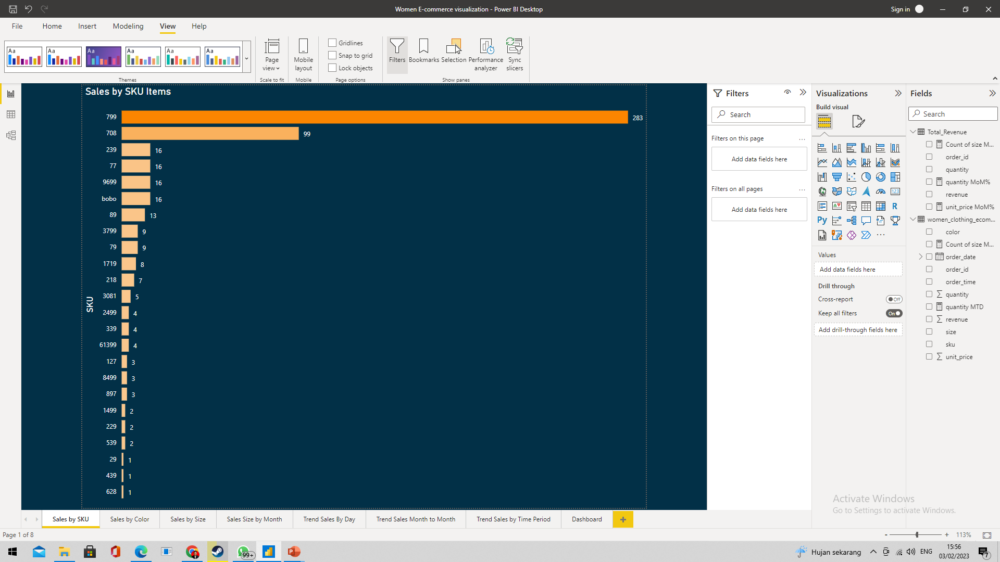 Women E-commerce visualization - Power BI Desktop
Sign in
File Home Insert Modeling View Help
Aa Aa Aa Aa Aa Aa
Themes
Page view
Scale to fit
Mobile layout
Mobile
Gridlines
Snap to grid
Lock objects
Page options
Filters
Bookmarks
Selection
Performance analyzer
Sync slicers
Show panes
Sales by SKU Items
SKU
799 283
708 99
239 16
77 16
9699 16
bobo 16
89 13
3799 9
79 9
1719 8
218 7
3081 5
2499 4
339 4
61399 4
127 3
8499 3
897 3
1499 2
229 2
539 2
29 1
439 1
628 1
Filters
Search
Filters on this page ...
Add data fields here
Filters on all pages ...
Add data fields here
Visualizations
Build visual
123
R
Py
...
Values
Add data fields here
Drill through
Cross-report Off
Keep all filters On
Add drill-through fields here
Fields
Search
Total_Revenue
Count of size M...
order_id
quantity
quantity MoM%
revenue
unit_price MoM%
women_clothing_ecom...
color
Count of size M...
order_date
order_id
order_time
quantity
quantity MTD
revenue
size
sku
unit_price
Activate Windows
Go to Settings to activate Windows.
Sales by SKU Sales by Color Sales by Size Sales Size by Month Trend Sales By Day Trend Sales Month to Month Trend Sales by Time Period Dashboard +
Page 1 of 8
- + 113%
99+
Hujan sekarang
ENG
15:56
03/02/2023
7